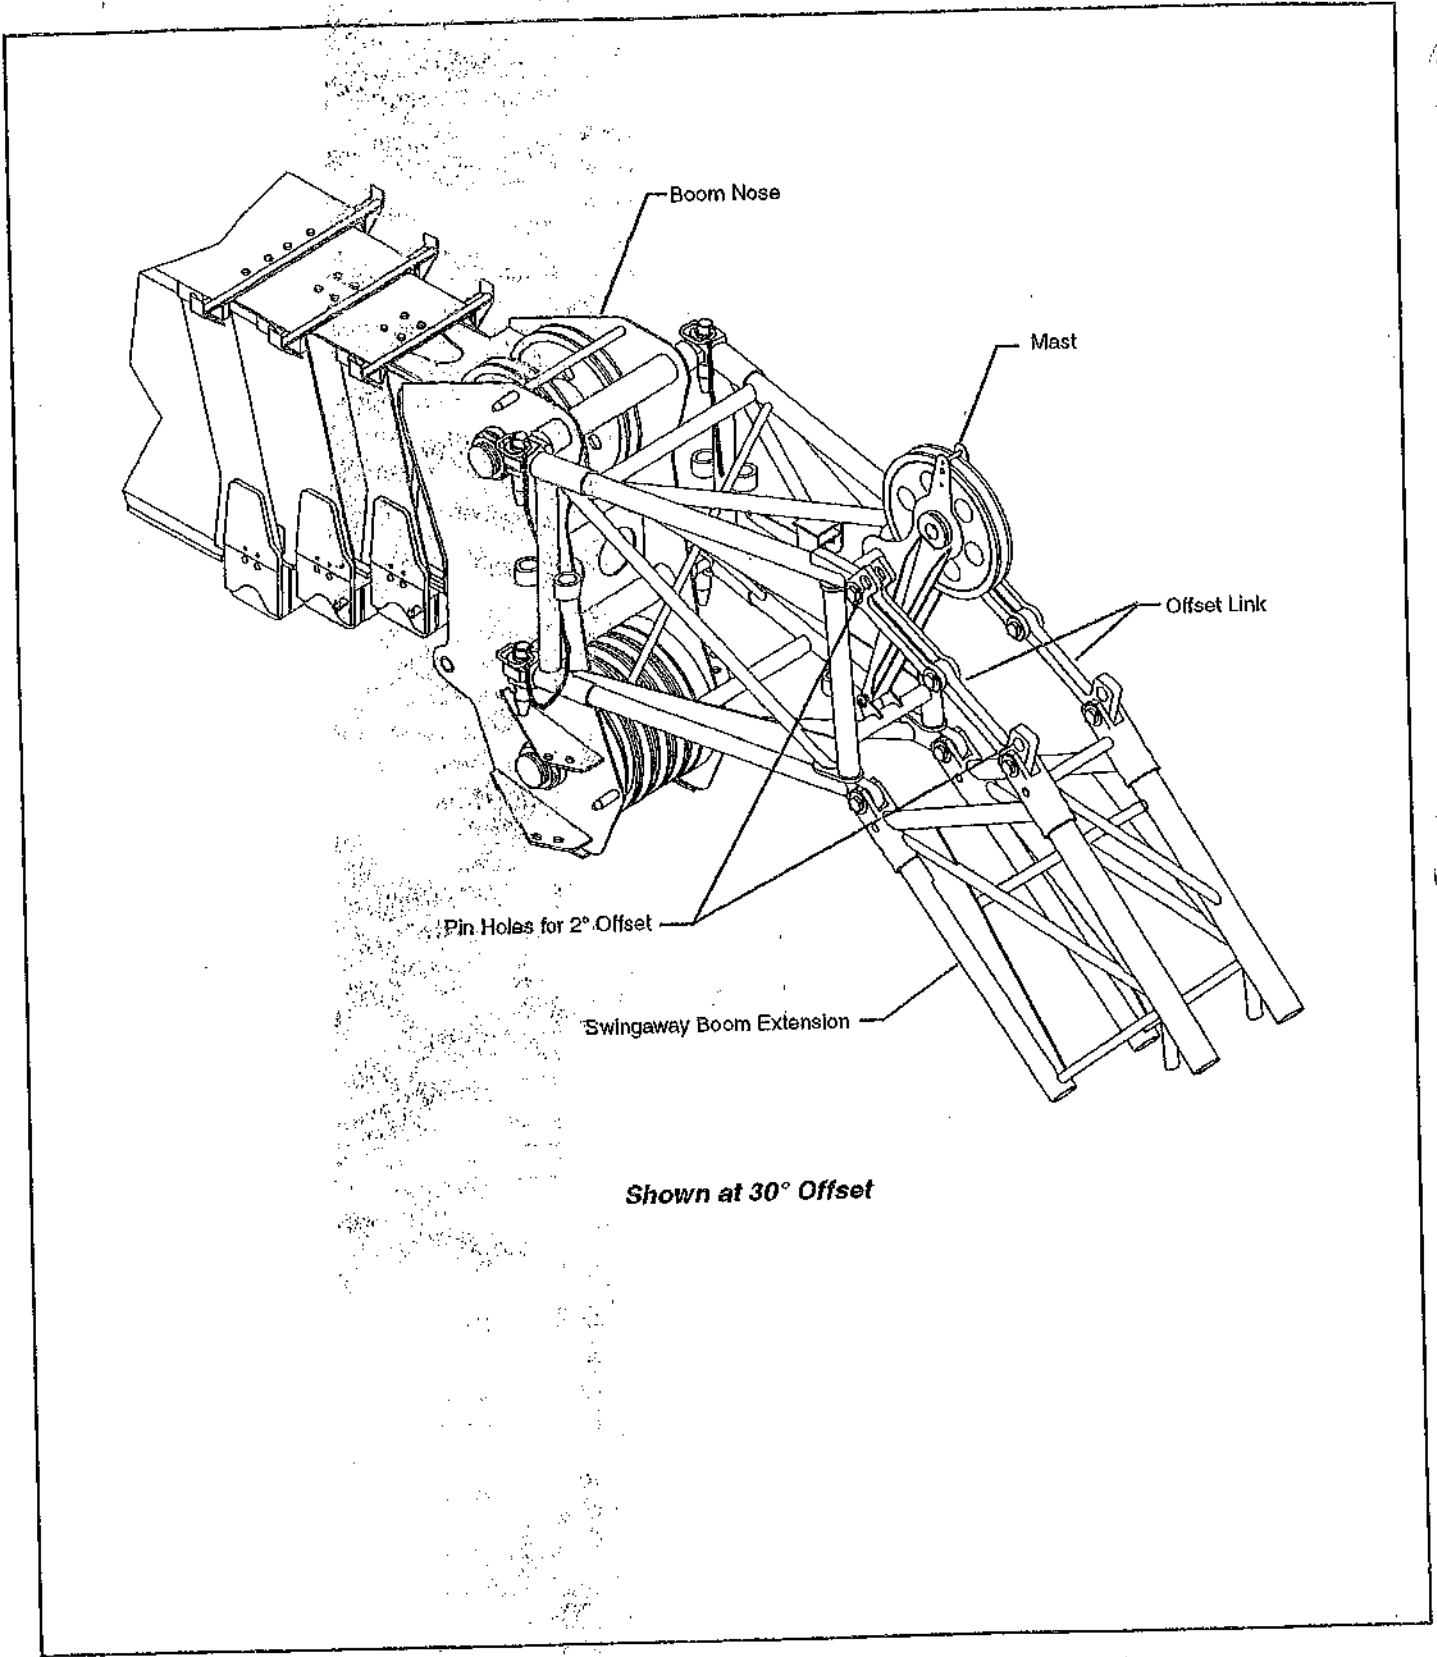 Boom Nose
Mast
Offset Link
Pin Holes for 2° Offset
Swingaway Boom Extension
Shown at 30° Offset